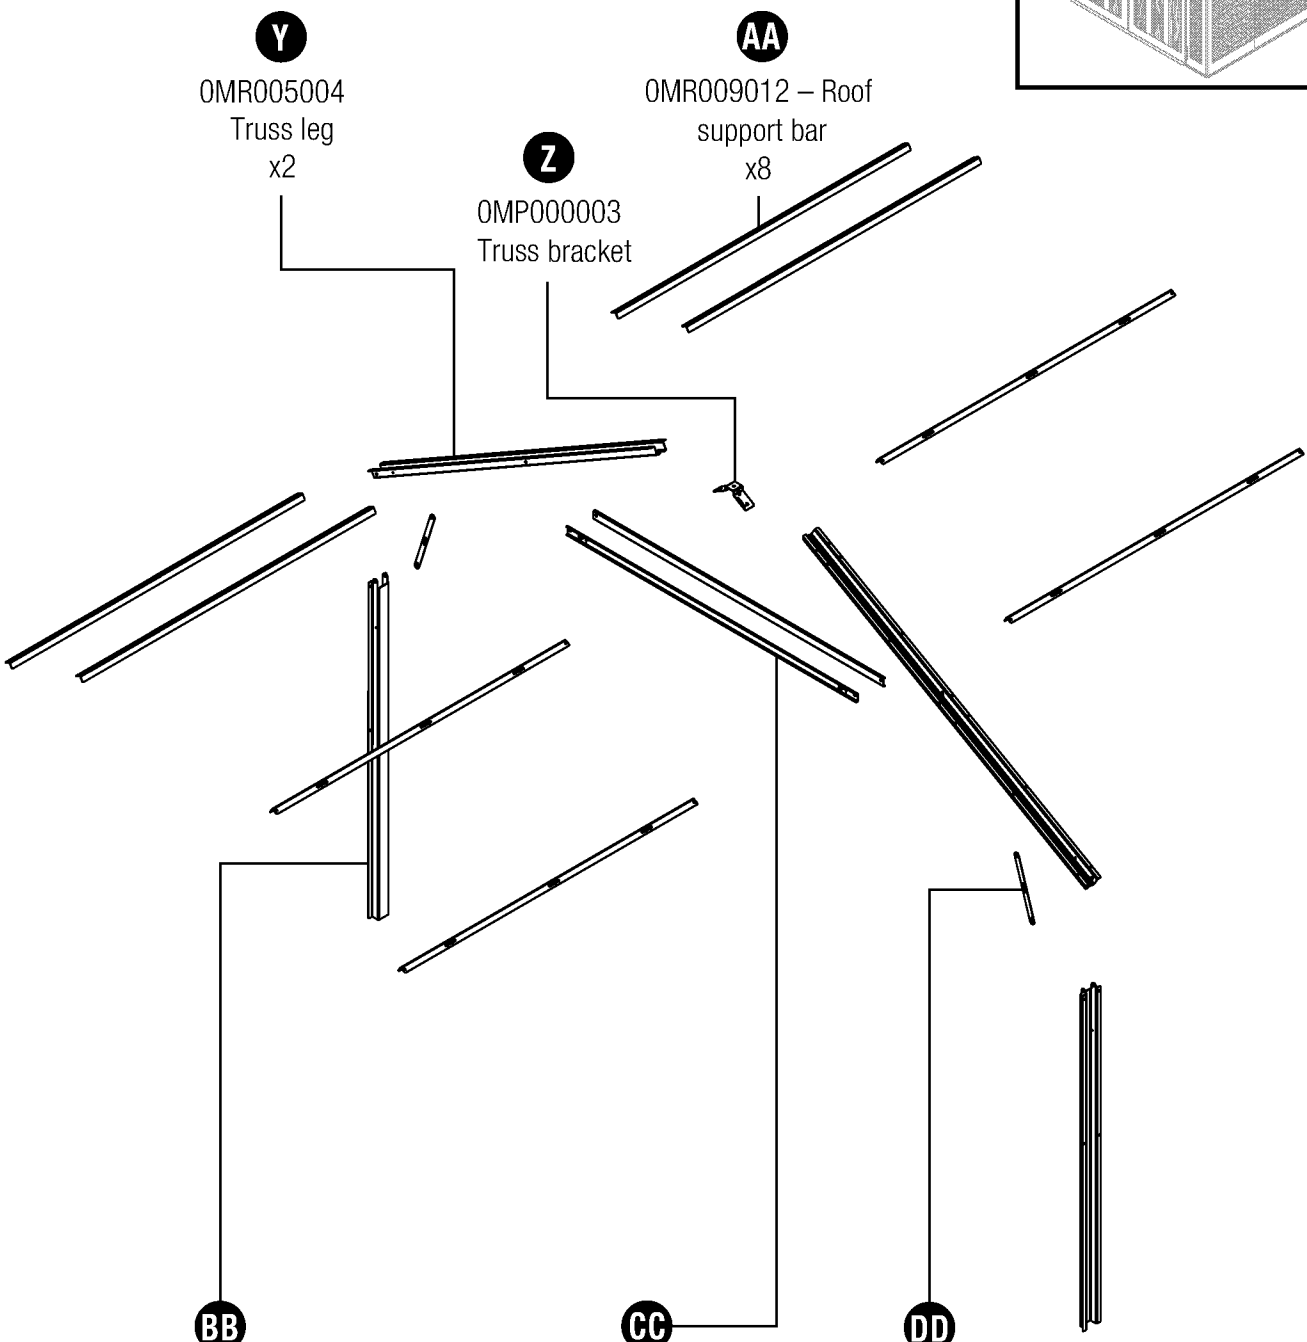 Y
0MR005004
Truss leg
x2
Z
0MP000003
Truss bracket
AA
0MR009012 – Roof
support bar
x8
BB
CC
DD